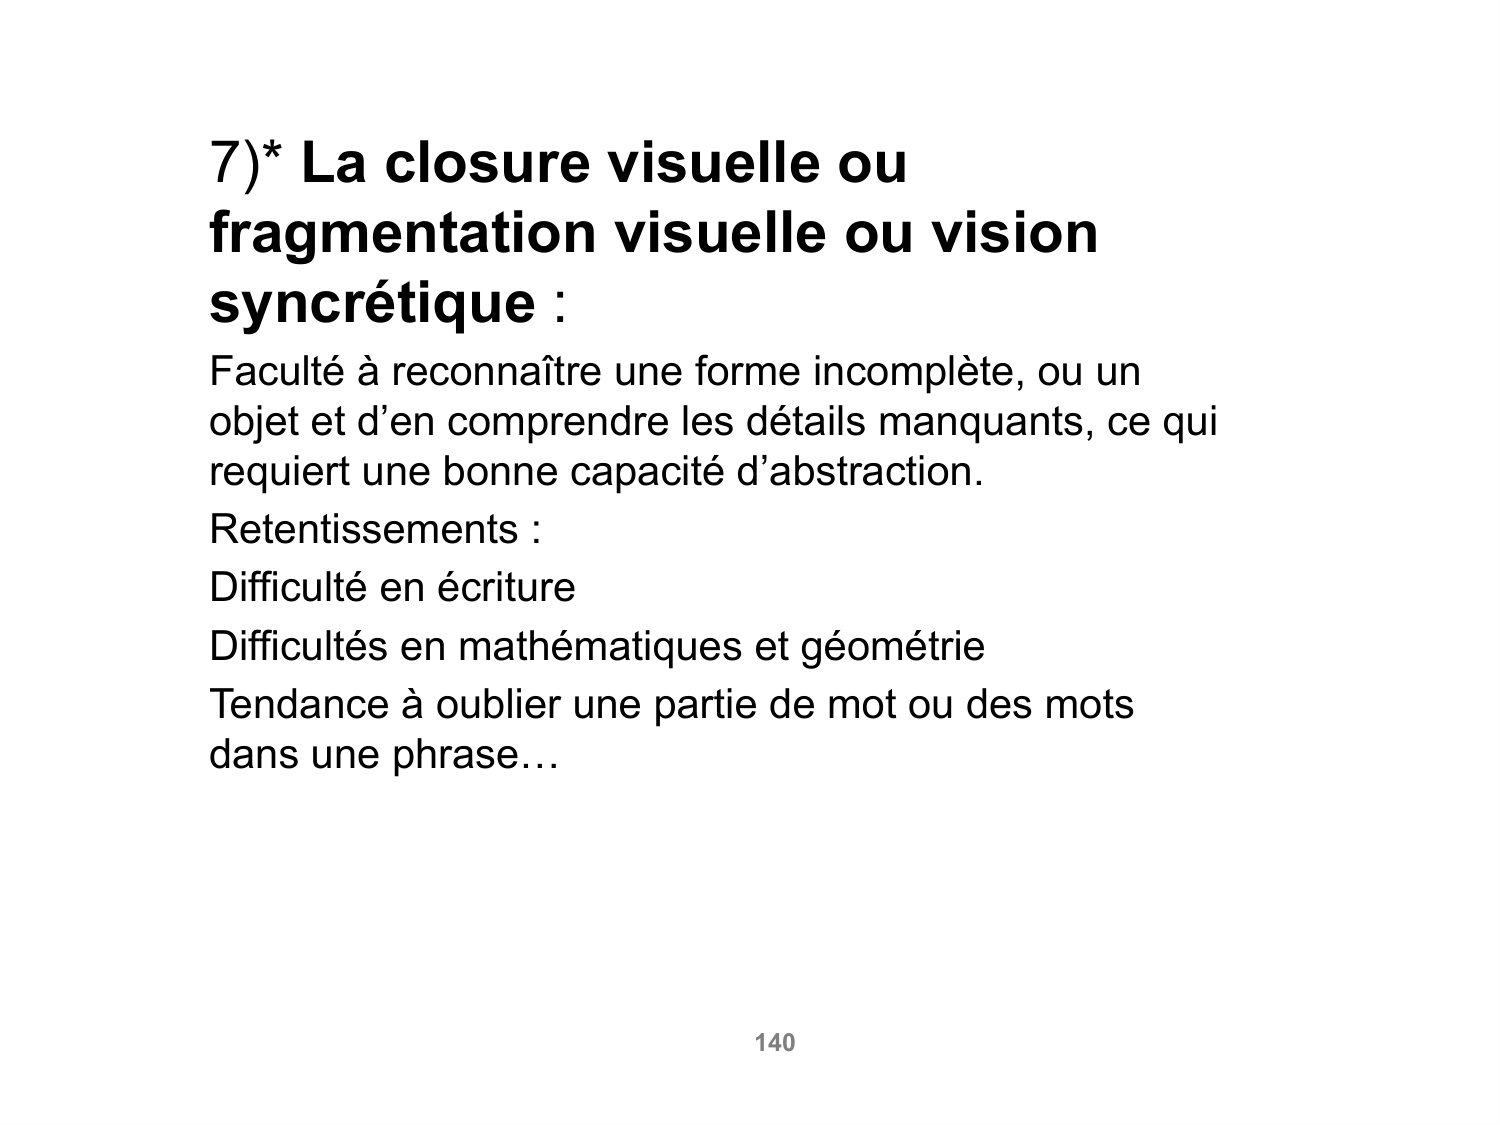 7)* La closure visuelle ou
fragmentation visuelle ou vision
syncrétique :
Faculté à reconnaître une forme incomplète, ou un
objet et d’en comprendre les détails manquants, ce qui
requiert une bonne capacité d’abstraction.
Retentissements :
Difficulté en écriture
Difficultés en mathématiques et géométrie
Tendance à oublier une partie de mot ou des mots
dans une phrase…
140